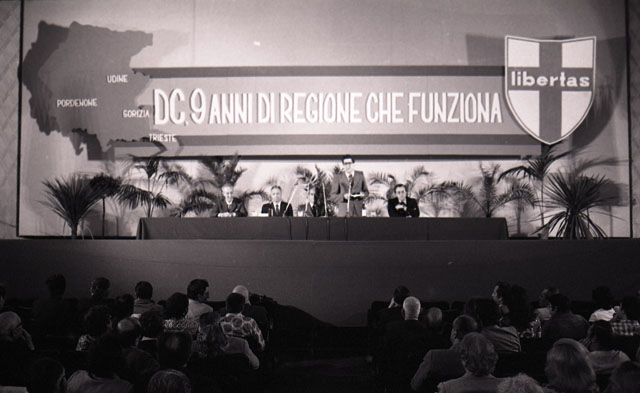 UDINE
PORDENONE
GORIZIA
TRIESTE
DC, 9 ANNI DI REGIONE CHE FUNZIONA
libertas